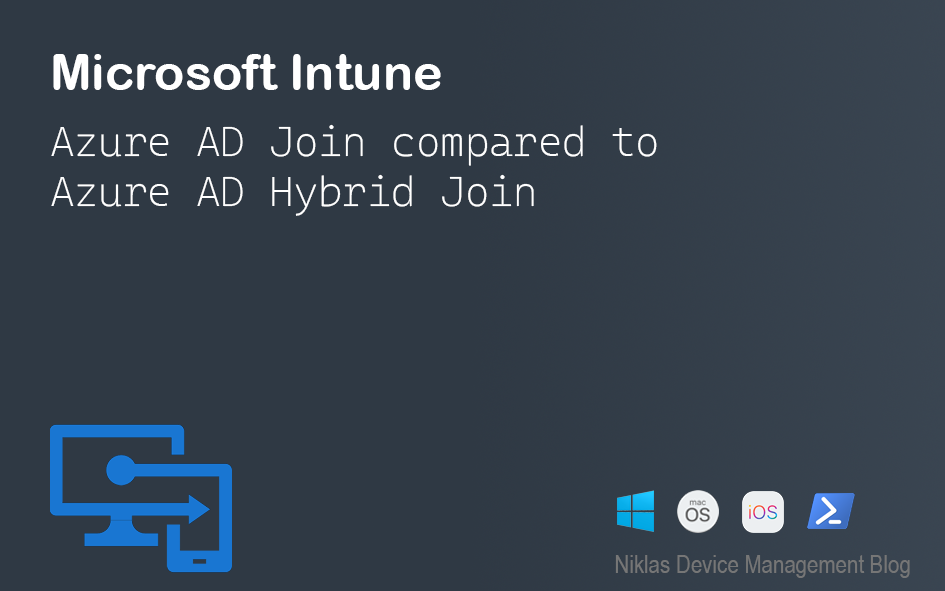 Microsoft Intune
Azure AD Join compared to
Azure AD Hybrid Join
mac
OS
iOS
Niklas Device Management Blog